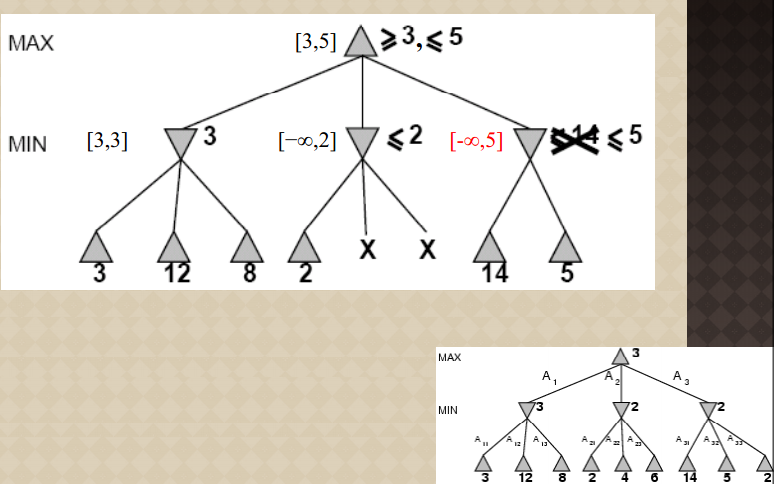 MAX [3,5] ≥ 3, ≤ 5
MIN [3,3] 3 [−∞,2] ≤ 2 [-∞,5] ≤ 14 ≤ 5
3 12 8 2 X X 14 5
MAX 3
A1 A2 A3
MIN 3 2 2
A11 A12 A13 A21 A22 A23 A31 A32 A33
3 12 8 2 4 6 14 5 2